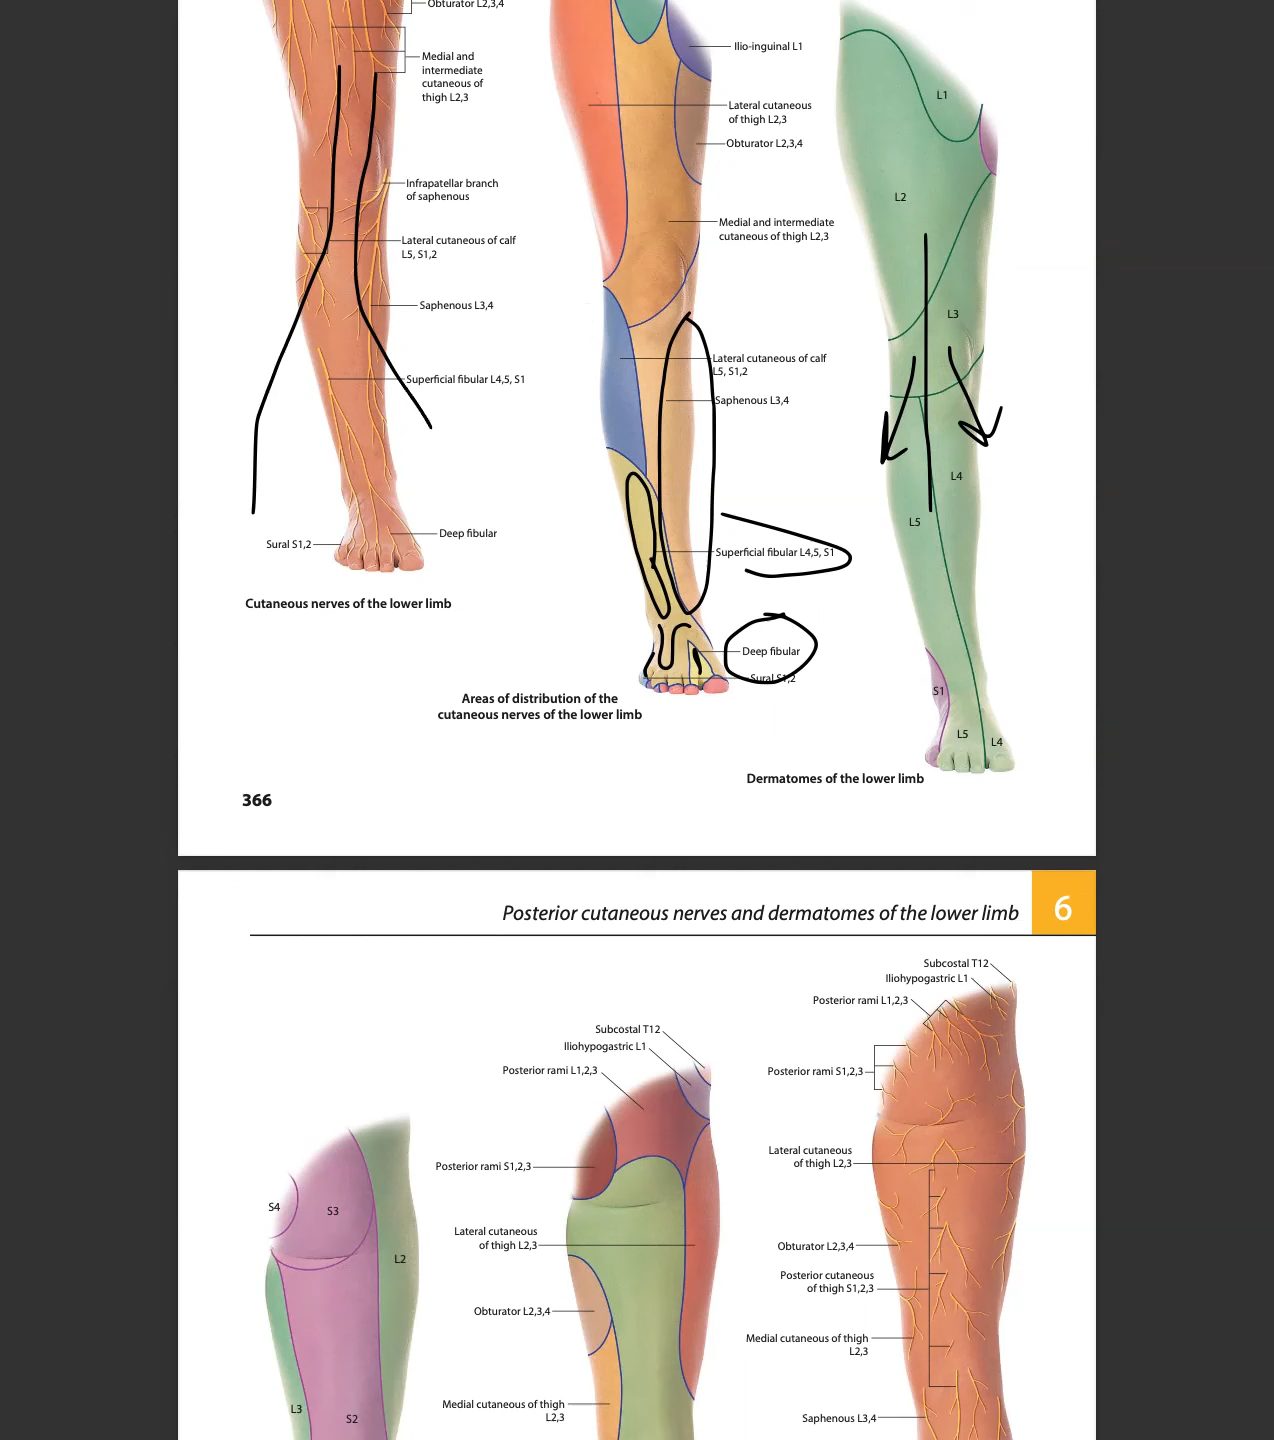 Obturator L2,3,4
Medial and
intermediate
cutaneous of
thigh L2,3
Infrapatellar branch
of saphenous
Lateral cutaneous of calf
L5, S1,2
Saphenous L3,4
Superficial fibular L4,5, S1
Sural S1,2
Deep fibular
Cutaneous nerves of the lower limb
Ilio-inguinal L1
Lateral cutaneous
of thigh L2,3
Obturator L2,3,4
Medial and intermediate
cutaneous of thigh L2,3
Lateral cutaneous of calf
L5, S1,2
Saphenous L3,4
Superficial fibular L4,5, S1
Deep fibular
Sural S1,2
Areas of distribution of the
cutaneous nerves of the lower limb
L1
L2
L3
L4
L5
S1
L5
L4
Dermatomes of the lower limb
366
Posterior cutaneous nerves and dermatomes of the lower limb
6
S4
S3
L2
L3
S2
Subcostal T12
Iliohypogastric L1
Posterior rami L1,2,3
Posterior rami S1,2,3
Lateral cutaneous
of thigh L2,3
Obturator L2,3,4
Medial cutaneous of thigh
L2,3
Subcostal T12
Iliohypogastric L1
Posterior rami L1,2,3
Posterior rami S1,2,3
Lateral cutaneous
of thigh L2,3
Obturator L2,3,4
Posterior cutaneous
of thigh S1,2,3
Medial cutaneous of thigh
L2,3
Saphenous L3,4